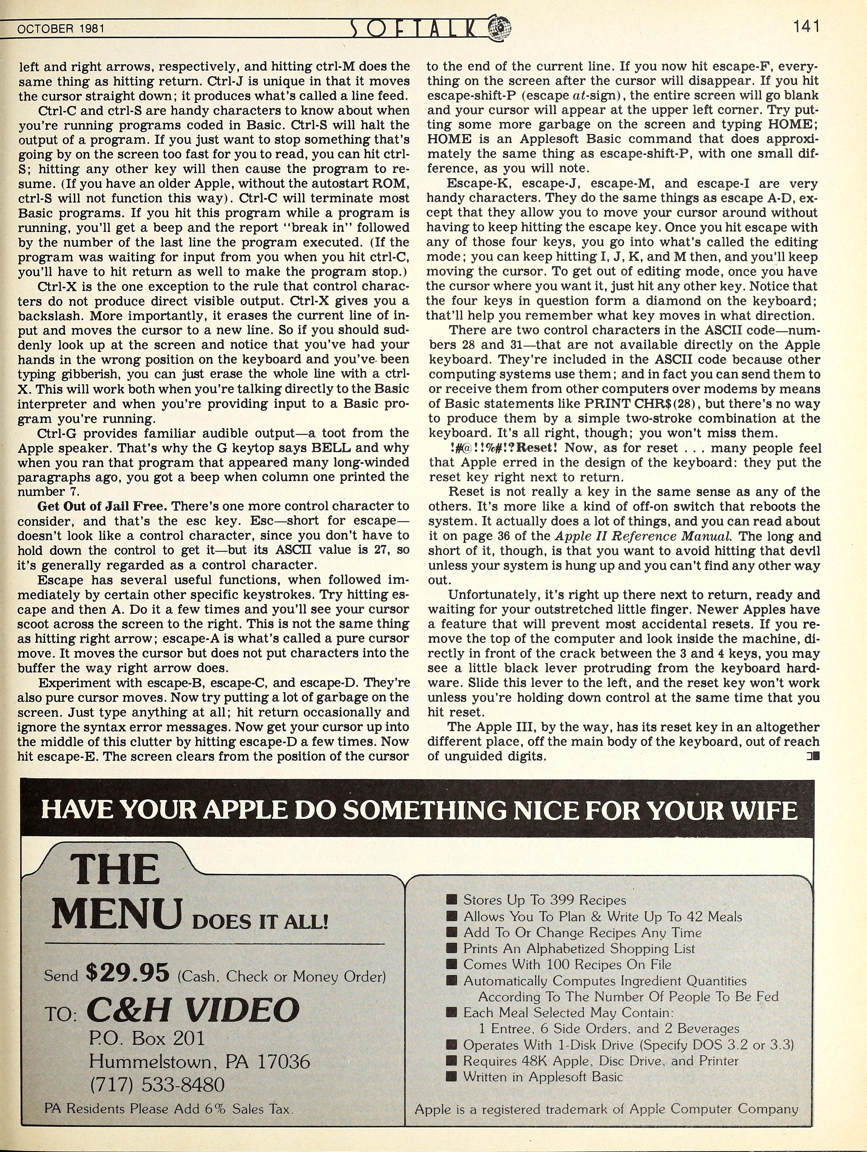 OCTOBER 1981
SOFTALK
141
left and right arrows, respectively, and hitting ctrl-M does the
same thing as hitting return. Ctrl-J is unique in that it moves
the cursor straight down; it produces what's called a line feed.
Ctrl-C and ctrl-S are handy characters to know about when
you're running programs coded in Basic. Ctrl-S will halt the
output of a program. If you just want to stop something that's
going by on the screen too fast for you to read, you can hit ctrl-
S; hitting any other key will then cause the program to re-
sume. (If you have an older Apple, without the autostart ROM,
ctrl-S will not function this way). Ctrl-C will terminate most
Basic programs. If you hit this program while a program is
running, you'll get a beep and the report "break in" followed
by the number of the last line the program executed. (If the
program was waiting for input from you when you hit ctrl-C,
you'll have to hit return as well to make the program stop.)
Ctrl-X is the one exception to the rule that control charac-
ters do not produce direct visible output. Ctrl-X gives you a
backslash. More importantly, it erases the current line of in-
put and moves the cursor to a new line. So if you should sud-
denly look up at the screen and notice that you've had your
hands in the wrong position on the keyboard and you've been
typing gibberish, you can just erase the whole line with a ctrl-
X. This will work both when you're talking directly to the Basic
interpreter and when you're providing input to a Basic pro-
gram you're running.
Ctrl-G provides familiar audible output—a toot from the
Apple speaker. That's why the G keytop says BELL and why
when you ran that program that appeared many long-winded
paragraphs ago, you got a beep when column one printed the
number 7.
Get Out of Jail Free. There's one more control character to
consider, and that's the esc key. Esc—short for escape—
doesn't look like a control character, since you don't have to
hold down the control to get it—but its ASCII value is 27, so
it's generally regarded as a control character.
Escape has several useful functions, when followed im-
mediately by certain other specific keystrokes. Try hitting es-
cape and then A. Do it a few times and you'll see your cursor
scoot across the screen to the right. This is not the same thing
as hitting right arrow; escape-A is what's called a pure cursor
move. It moves the cursor but does not put characters into the
buffer the way right arrow does.
Experiment with escape-B, escape-C, and escape-D. They're
also pure cursor moves. Now try putting a lot of garbage on the
screen. Just type anything at all; hit return occasionally and
ignore the syntax error messages. Now get your cursor up into
the middle of this clutter by hitting escape-D a few times. Now
hit escape-E. The screen clears from the position of the cursor
to the end of the current line. If you now hit escape-F, every-
thing on the screen after the cursor will disappear. If you hit
escape-shift-P (escape at-sign), the entire screen will go blank
and your cursor will appear at the upper left corner. Try put-
ting some more garbage on the screen and typing HOME;
HOME is an Applesoft Basic command that does approxi-
mately the same thing as escape-shift-P, with one small dif-
ference, as you will note.
Escape-K, escape-J, escape-M, and escape-I are very
handy characters. They do the same things as escape A-D, ex-
cept that they allow you to move your cursor around without
having to keep hitting the escape key. Once you hit escape with
any of those four keys, you go into what's called the editing
mode; you can keep hitting I, J, K, and M then, and you'll keep
moving the cursor. To get out of editing mode, once you have
the cursor where you want it, just hit any other key. Notice that
the four keys in question form a diamond on the keyboard;
that'll help you remember what key moves in what direction.
There are two control characters in the ASCII code—num-
bers 28 and 31—that are not available directly on the Apple
keyboard. They're included in the ASCII code because other
computing systems use them; and in fact you can send them to
or receive them from other computers over modems by means
of Basic statements like PRINT CHR$(28), but there's no way
to produce them by a simple two-stroke combination at the
keyboard. It's all right, though; you won't miss them.
!#@!!%#!?Reset! Now, as for reset . . . many people feel
that Apple erred in the design of the keyboard: they put the
reset key right next to return.
Reset is not really a key in the same sense as any of the
others. It's more like a kind of off-on switch that reboots the
system. It actually does a lot of things, and you can read about
it on page 36 of the Apple II Reference Manual. The long and
short of it, though, is that you want to avoid hitting that devil
unless your system is hung up and you can't find any other way
out.
Unfortunately, it's right up there next to return, ready and
waiting for your outstretched little finger. Newer Apples have
a feature that will prevent most accidental resets. If you re-
move the top of the computer and look inside the machine, di-
rectly in front of the crack between the 3 and 4 keys, you may
see a little black lever protruding from the keyboard hard-
ware. Slide this lever to the left, and the reset key won't work
unless you're holding down control at the same time that you
hit reset.
The Apple III, by the way, has its reset key in an altogether
different place, off the main body of the keyboard, out of reach
of unguided digits.
HAVE YOUR APPLE DO SOMETHING NICE FOR YOUR WIFE
THE
MENU DOES IT ALL!
Send $29.95 (Cash, Check or Money Order)
TO: C&H VIDEO
P.O. Box 201
Hummelstown, PA 17036
(717) 533-8480
PA Residents Please Add 6% Sales Tax.
■ Stores Up To 399 Recipes
■ Allows You To Plan & Write Up To 42 Meals
■ Add To Or Change Recipes Any Time
■ Prints An Alphabetized Shopping List
■ Comes With 100 Recipes On File
■ Automatically Computes Ingredient Quantities
According To The Number Of People To Be Fed
■ Each Meal Selected May Contain:
1 Entree, 6 Side Orders, and 2 Beverages
■ Operates With 1-Disk Drive (Specify DOS 3.2 or 3.3)
■ Requires 48K Apple, Disc Drive, and Printer
■ Written in Applesoft Basic
Apple is a registered trademark of Apple Computer Company